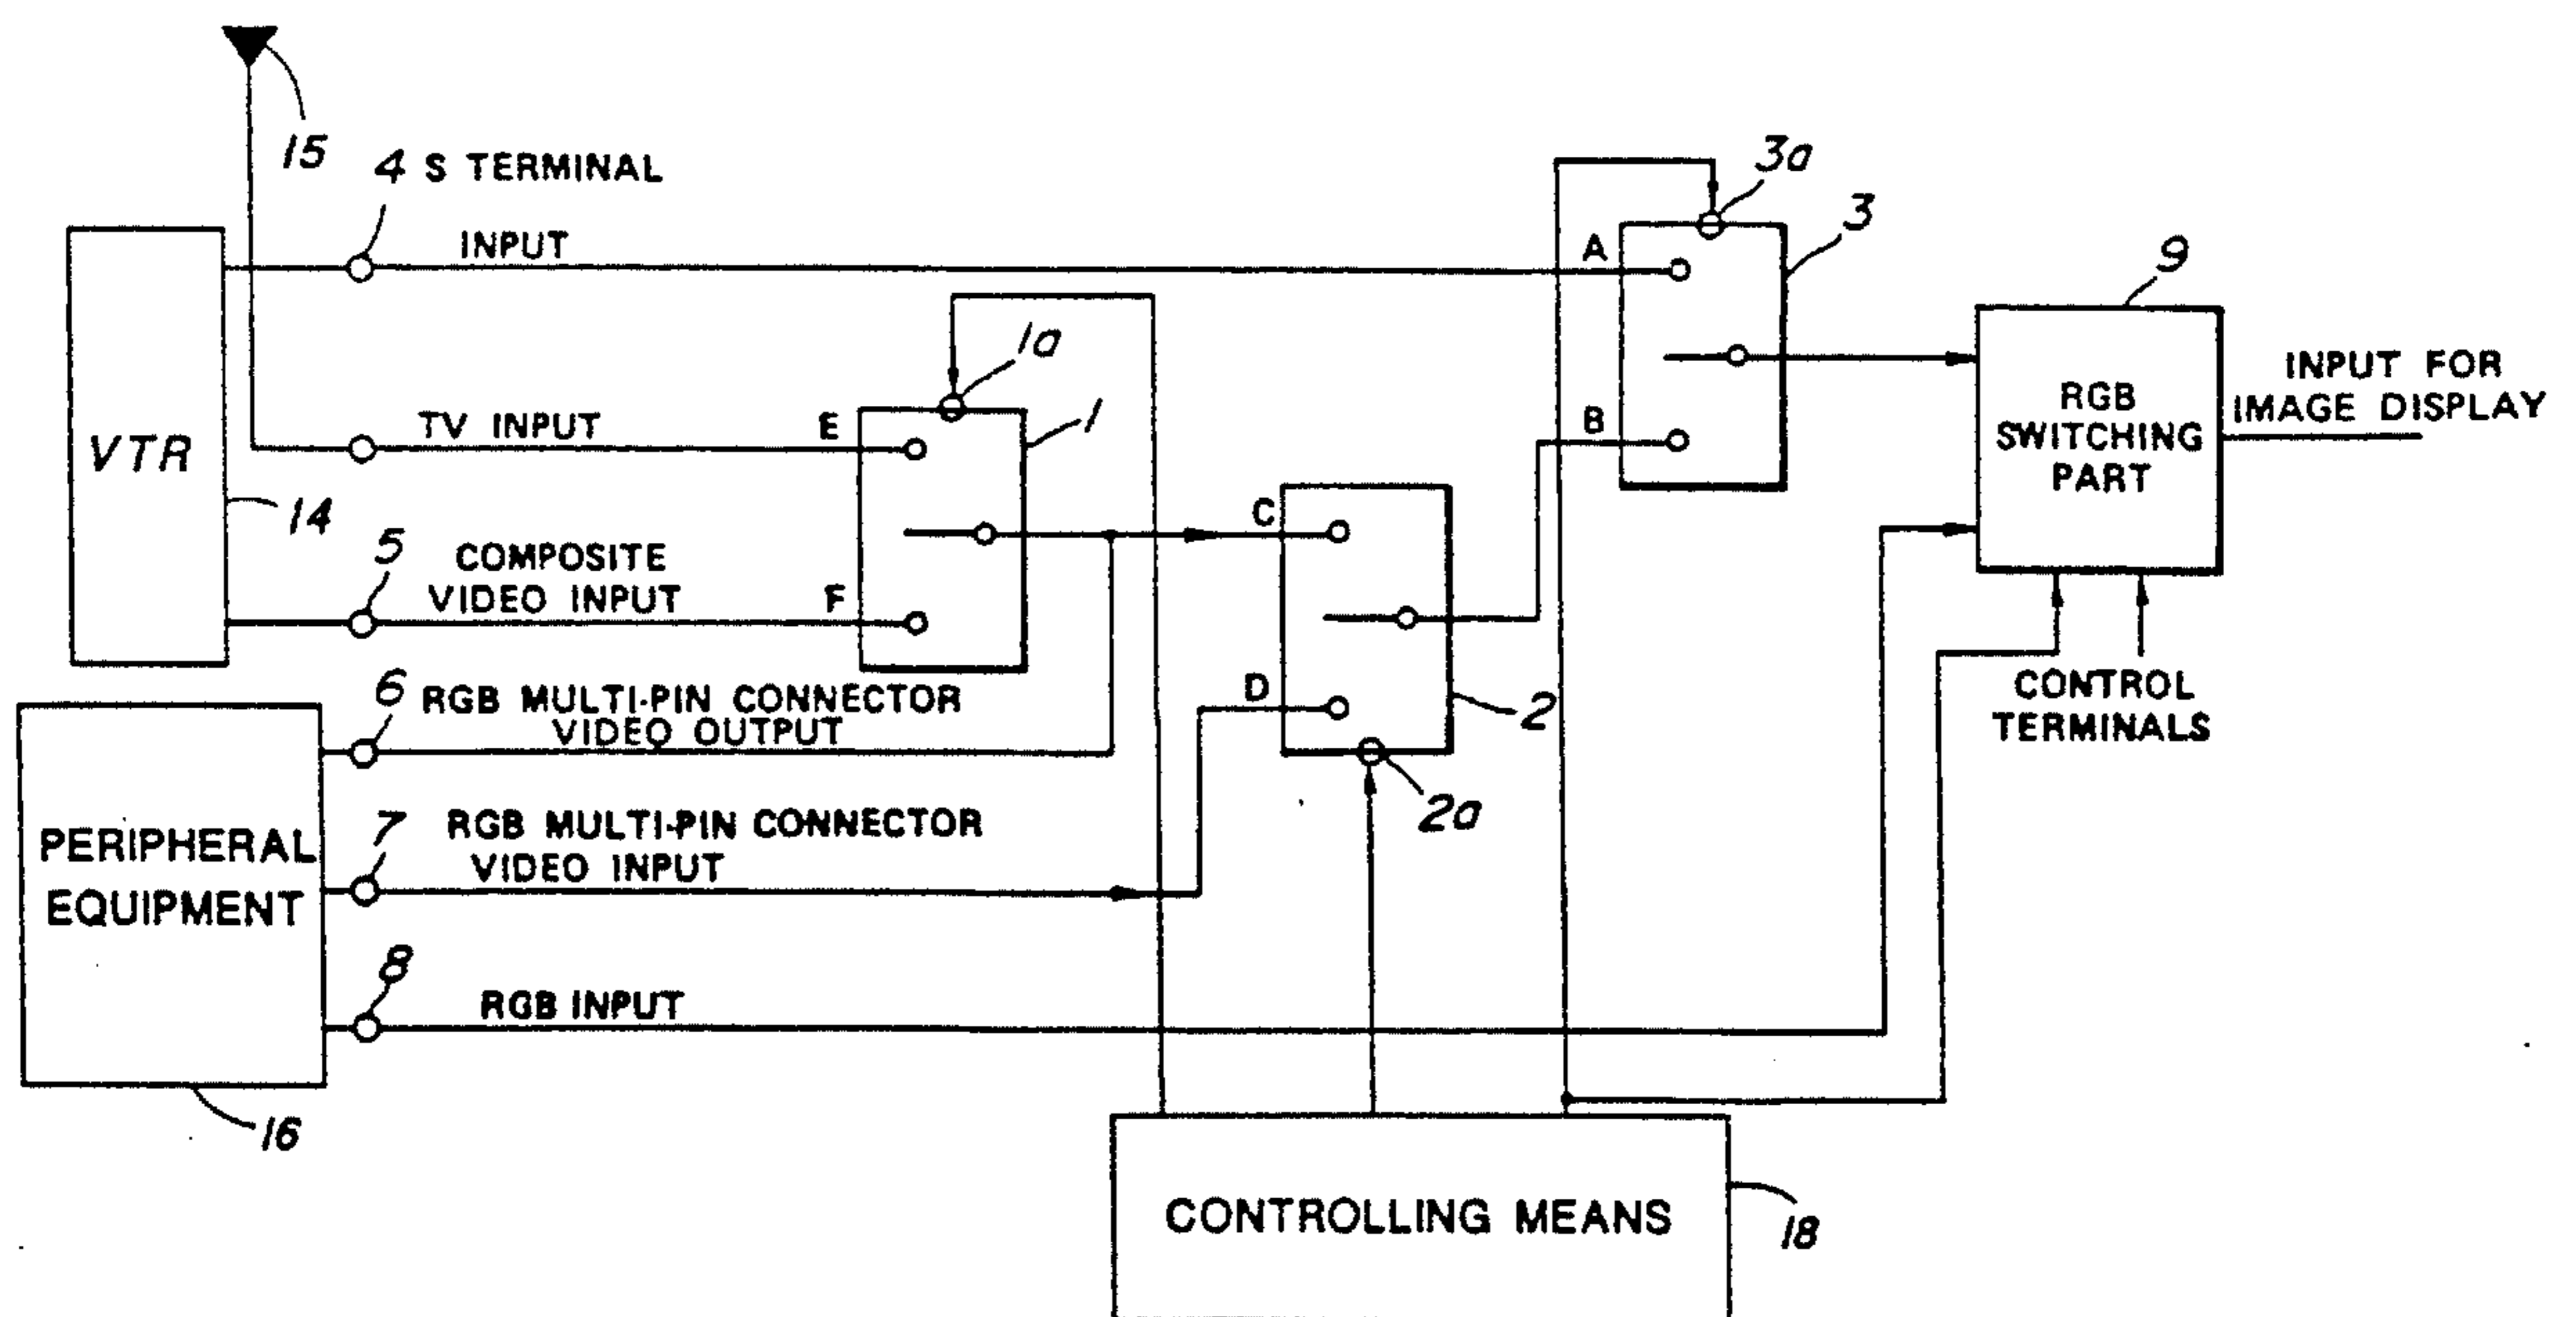 15
4 S TERMINAL
INPUT
3a
3
A
9
1a
1
TV INPUT
E
B
VTR
14
RGB
SWITCHING
PART
INPUT FOR
IMAGE DISPLAY
5
COMPOSITE
VIDEO INPUT
F
C
D
2
2a
6
RGB MULTI-PIN CONNECTOR
VIDEO OUTPUT
CONTROL
TERMINALS
PERIPHERAL
EQUIPMENT
7
RGB MULTI-PIN CONNECTOR
VIDEO INPUT
8
RGB INPUT
16
CONTROLLING MEANS
18